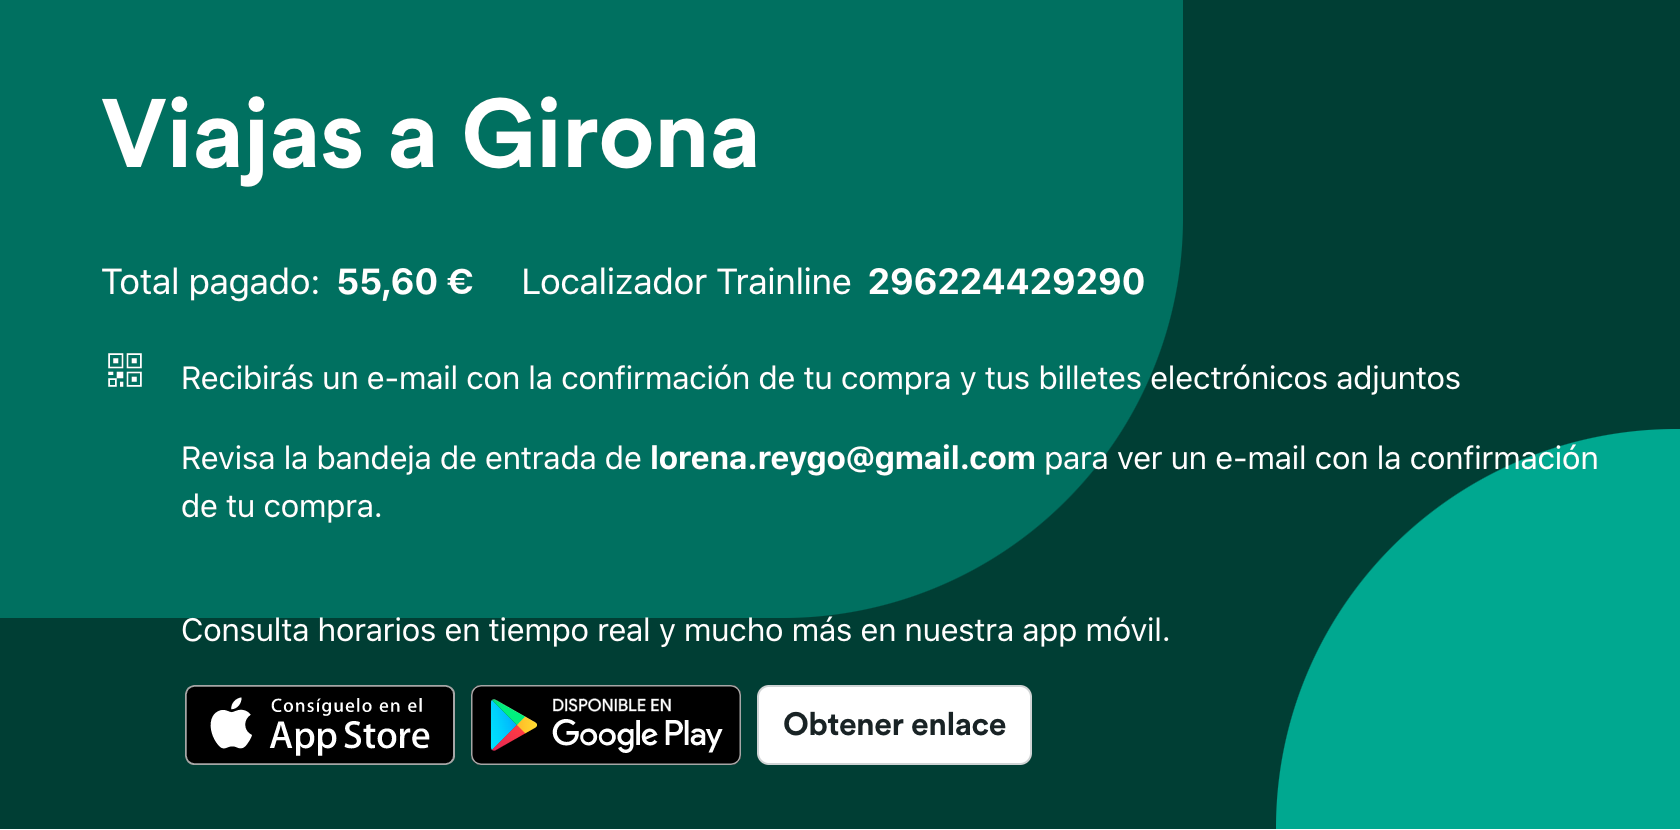 Viajas a Girona
Total pagado: 55,60 € Localizador Trainline 296224429290
Recibirás un e-mail con la confirmación de tu compra y tus billetes electrónicos adjuntos
Revisa la bandeja de entrada de lorena.reygo@gmail.com para ver un e-mail con la confirmación
de tu compra.
Consulta horarios en tiempo real y mucho más en nuestra app móvil.
Consíguelo en el
App Store
DISPONIBLE EN
Google Play
Obtener enlace